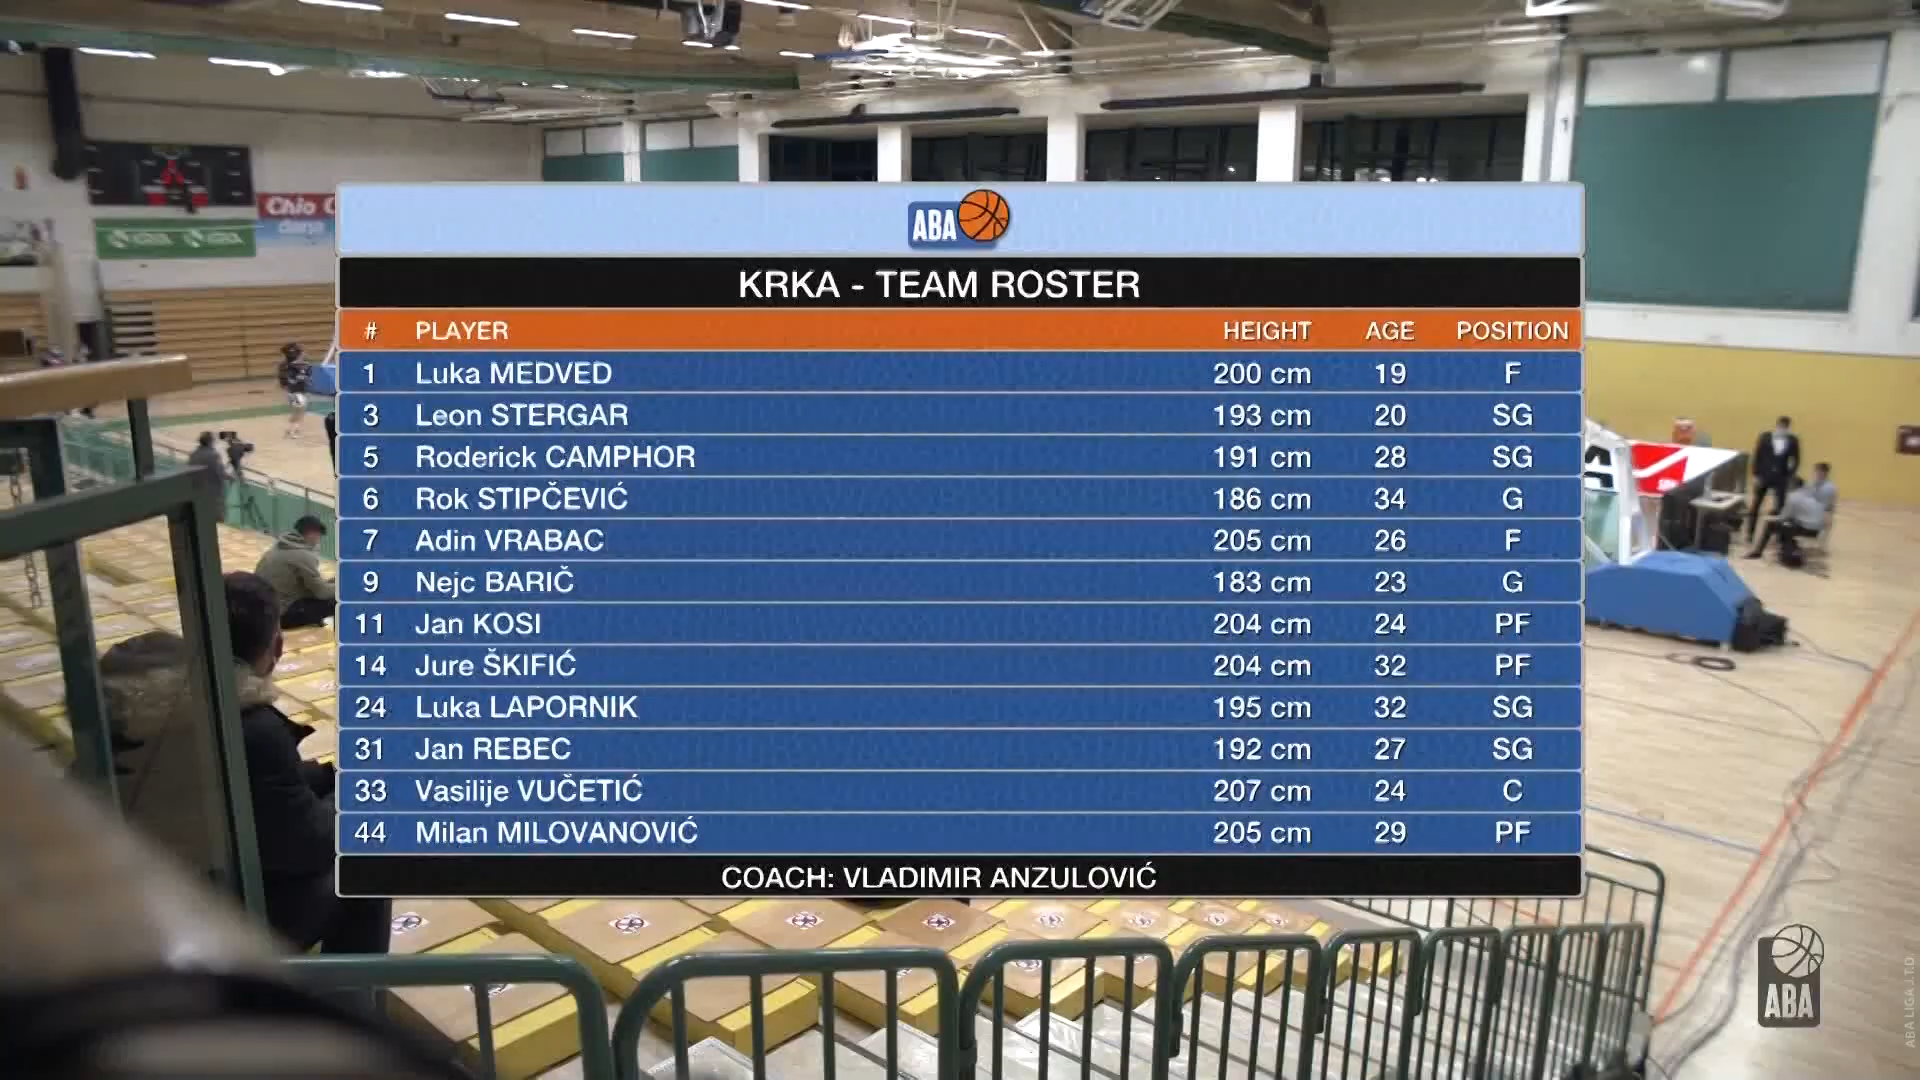 ABA
KRKA - TEAM ROSTER
# PLAYER HEIGHT AGE POSITION
1 Luka MEDVED 200 cm 19 F
3 Leon STERGAR 193 cm 20 SG
5 Roderick CAMPHOR 191 cm 28 SG
6 Rok STIPČEVIĆ 186 cm 34 G
7 Adin VRABAC 205 cm 26 F
9 Nejc BARIČ 183 cm 23 G
11 Jan KOSI 204 cm 24 PF
14 Jure ŠKIFIĆ 204 cm 32 PF
24 Luka LAPORNIK 195 cm 32 SG
31 Jan REBEC 192 cm 27 SG
33 Vasilije VUČETIĆ 207 cm 24 C
44 Milan MILOVANOVIĆ 205 cm 29 PF
COACH: VLADIMIR ANZULOVIĆ
Chio
ABA
ABA LIGA J.T.D.